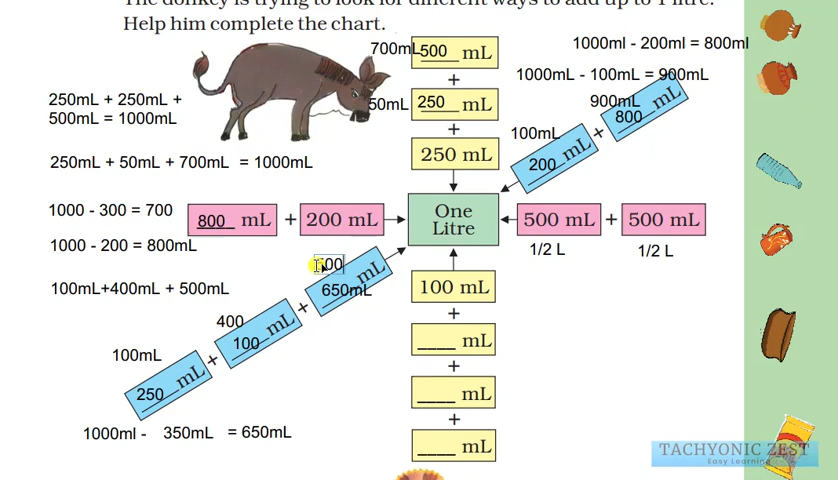 The donkey is trying to look for different ways to add up to 1 litre.
Help him complete the chart.
1000ml - 200ml = 800ml
700mL
500 mL
+
1000mL - 100mL = 900mL
250mL + 250mL +
500mL = 1000mL
50mL
250 mL
+
900mL
800 mL
+
100mL
200 mL
250 mL
250mL + 50mL + 700mL = 1000mL
1000 - 300 = 700
800 mL + 200 mL
One
Litre
500 mL + 500 mL
1/2 L
1/2 L
1000 - 200 = 800mL
100mL+400mL + 500mL
650mL mL
+
400
100 mL
+
100mL
250 mL
100 mL
+
____ mL
+
____ mL
+
____ mL
1000ml - 350mL = 650mL
TACHYONIC ZEST
Easy Learning